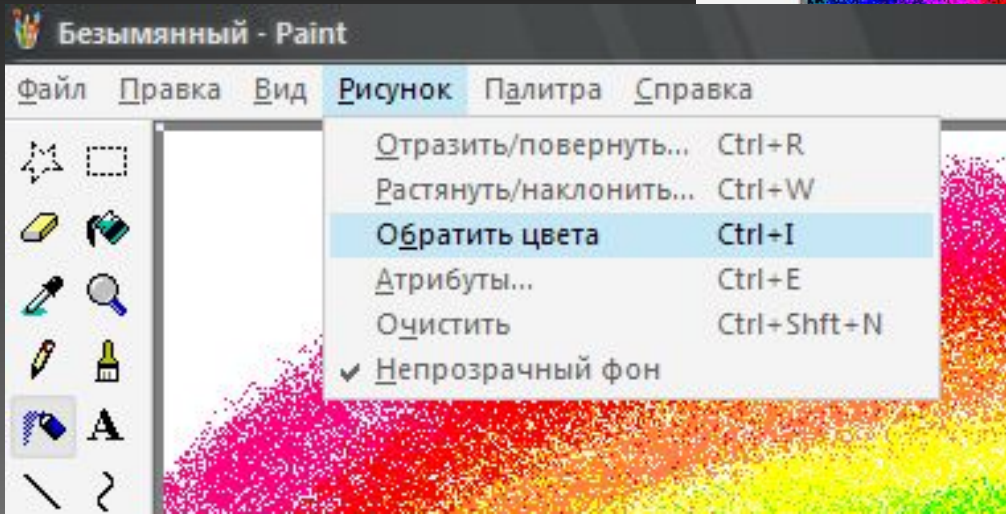 Безымянный - Paint
Файл Правка Вид Рисунок Палитра Справка
Отразить/повернуть... Ctrl+R
Растянуть/наклонить... Ctrl+W
Обратить цвета Ctrl+I
Атрибуты... Ctrl+E
Очистить Ctrl+Shft+N
Непрозрачный фон
A